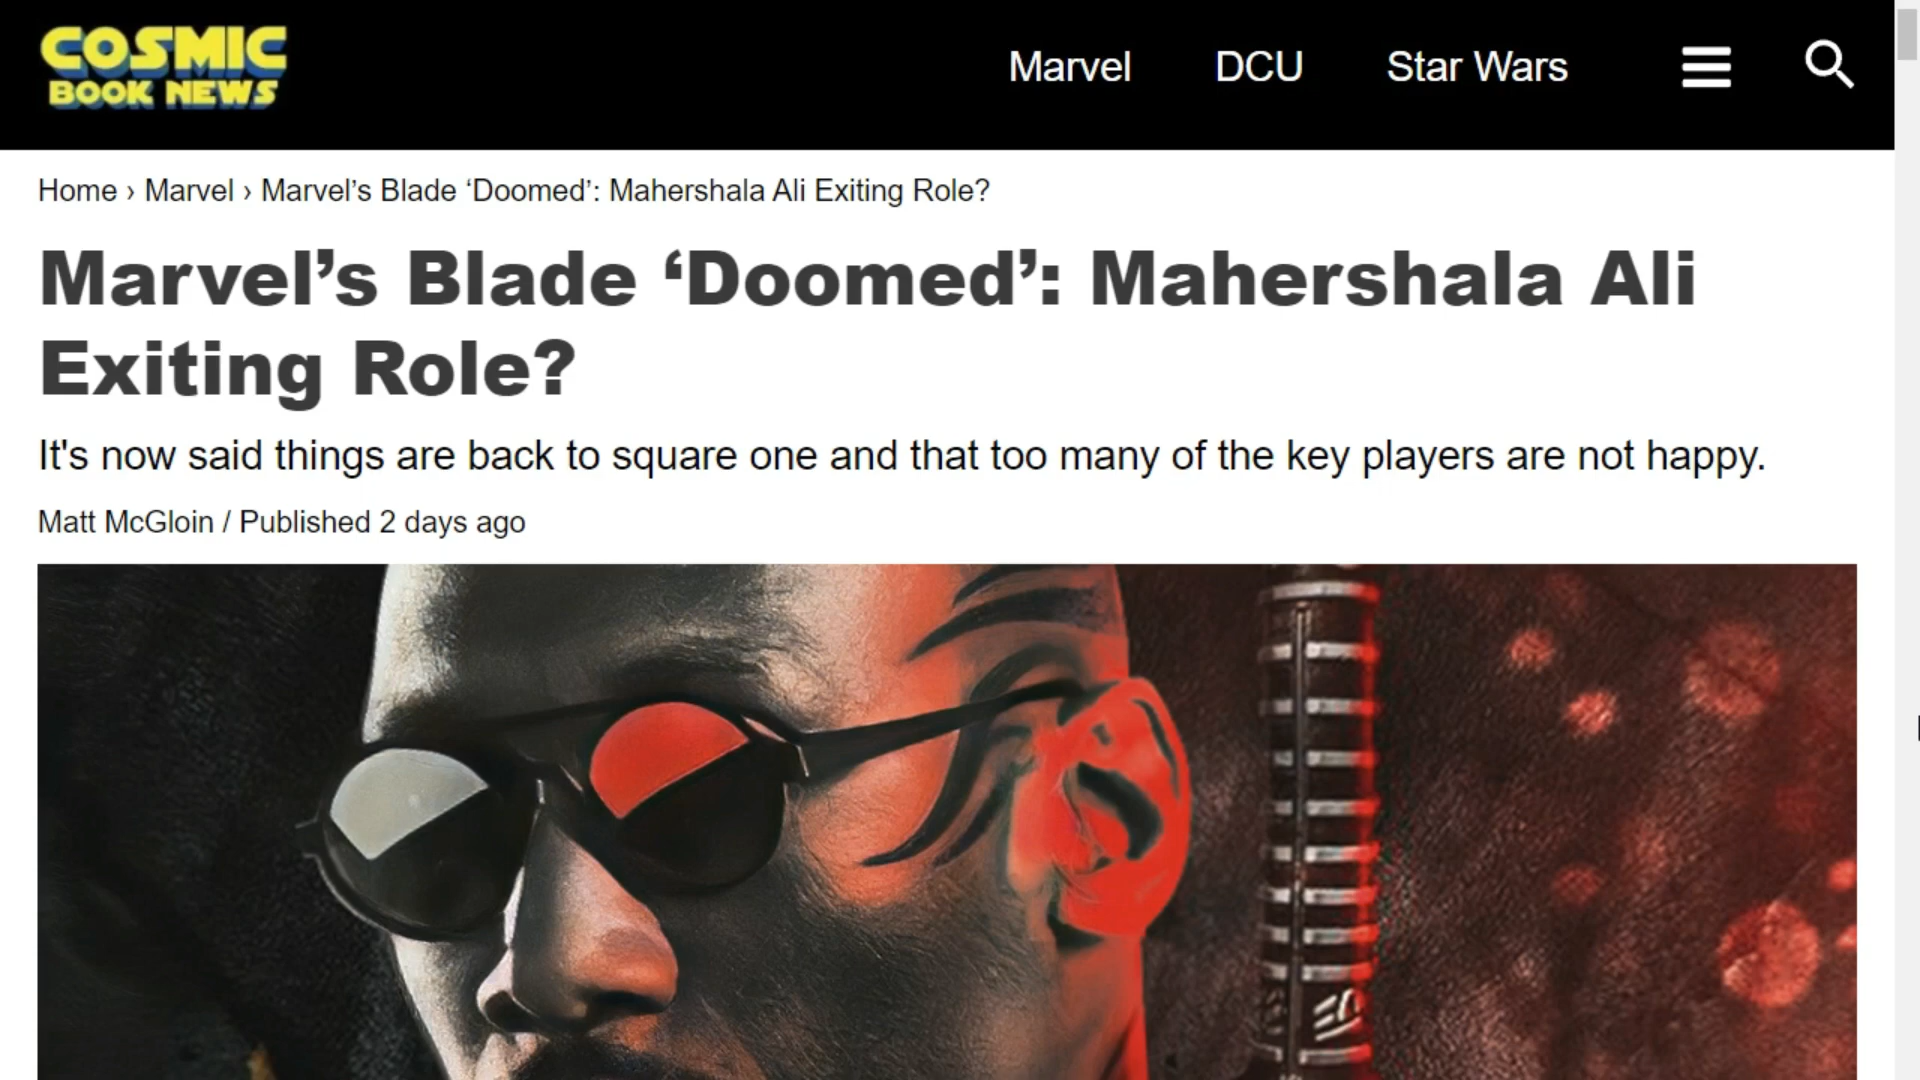 COSMIC
BOOK NEWS
Marvel DCU Star Wars
Home › Marvel › Marvel’s Blade ‘Doomed’: Mahershala Ali Exiting Role?
Marvel’s Blade ‘Doomed’: Mahershala Ali
Exiting Role?
It's now said things are back to square one and that too many of the key players are not happy.
Matt McGloin / Published 2 days ago